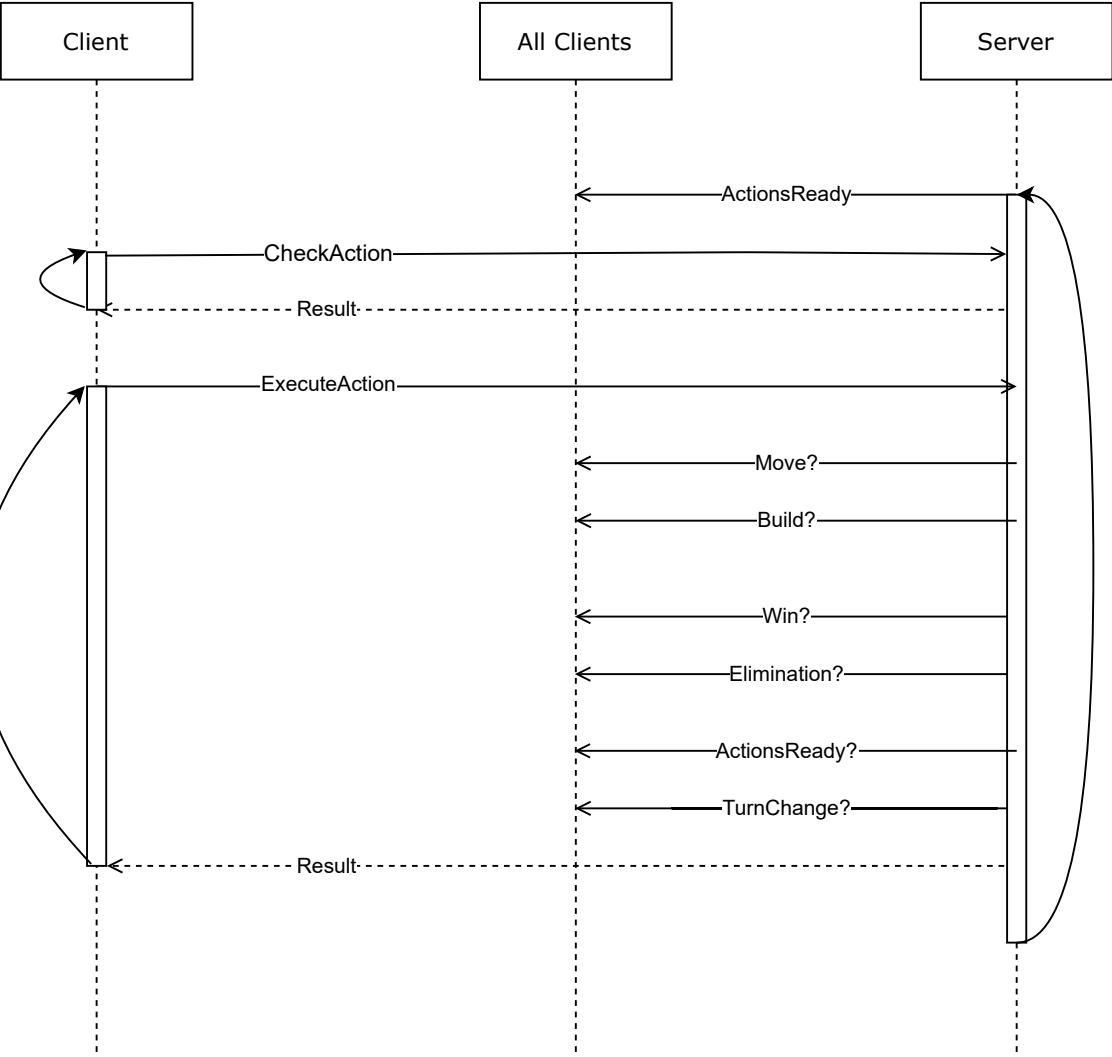 Client
All Clients
Server
ActionsReady
CheckAction
Result
ExecuteAction
Move?
Build?
Win?
Elimination?
ActionsReady?
TurnChange?
Result